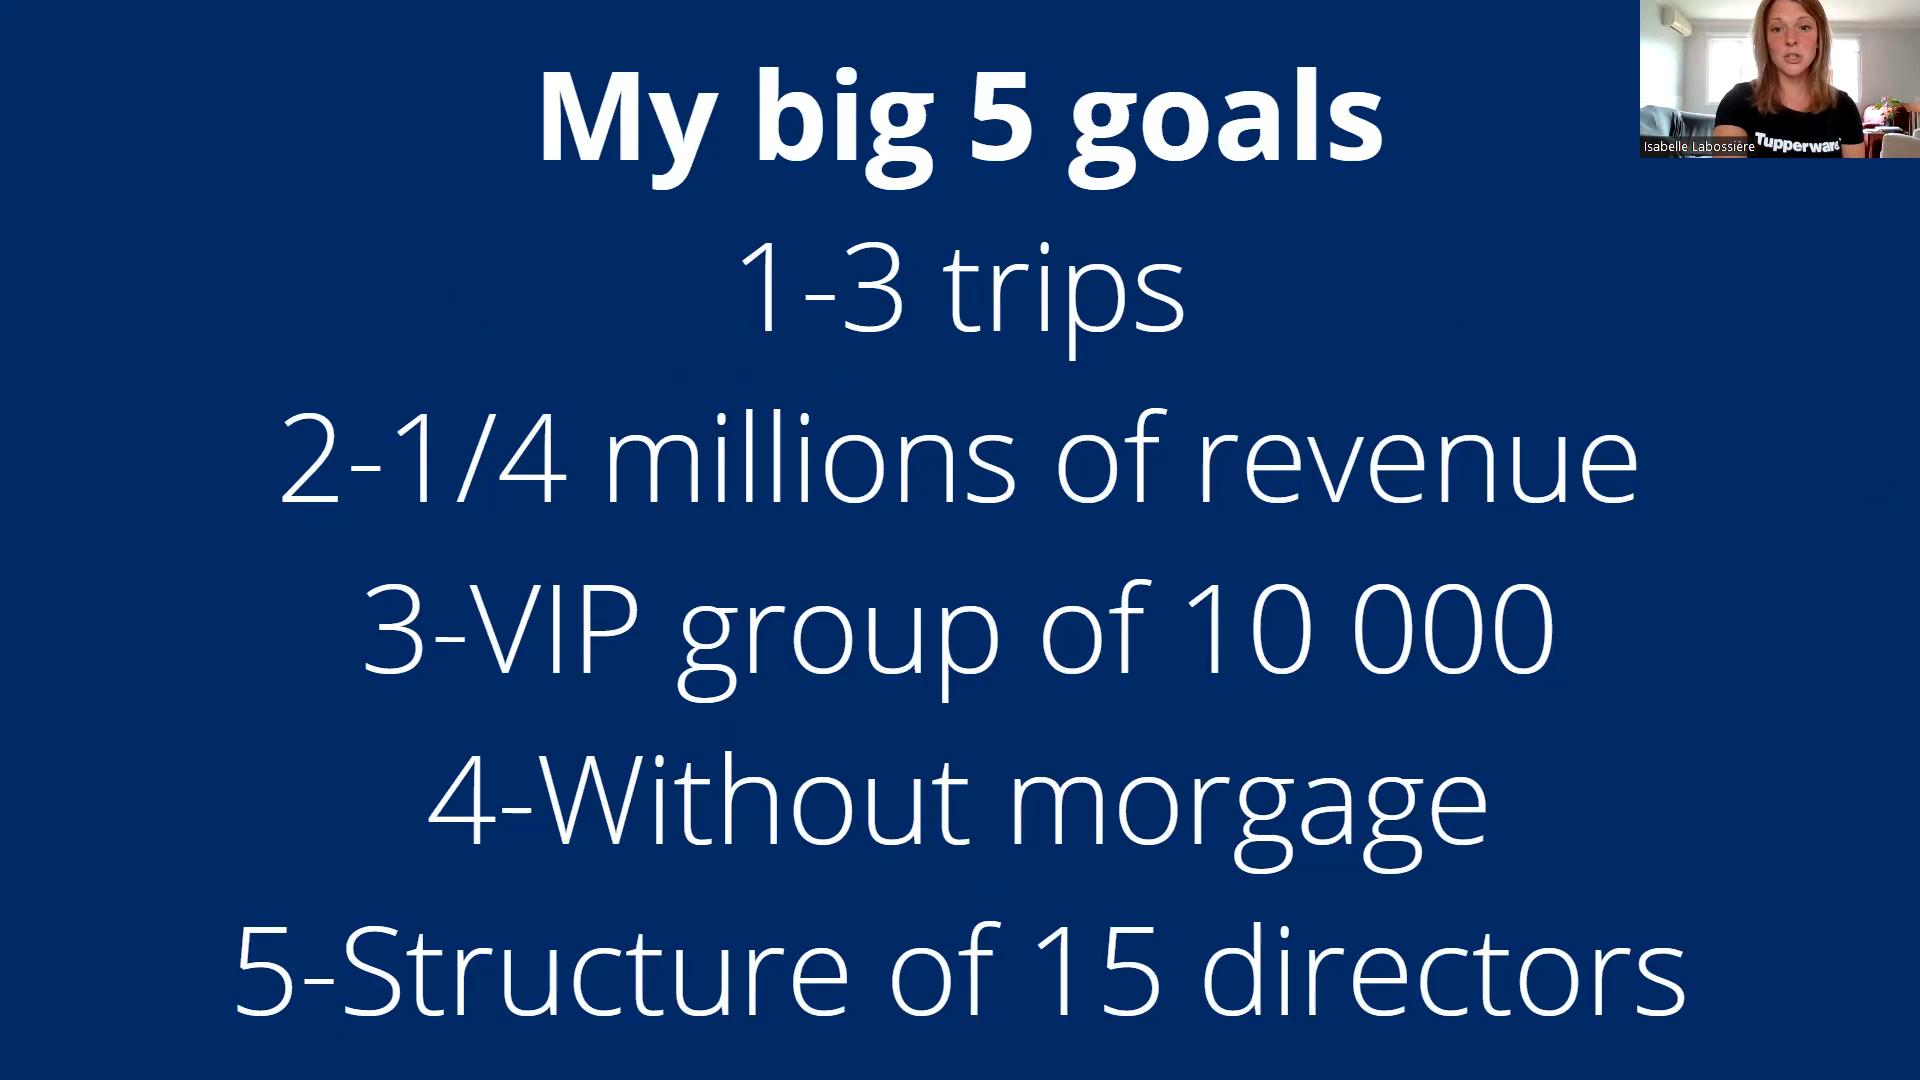 My big 5 goals
1-3 trips
2-1/4 millions of revenue
3-VIP group of 10 000
4-Without morgage
5-Structure of 15 directors
Isabelle Labossière
Tupperware